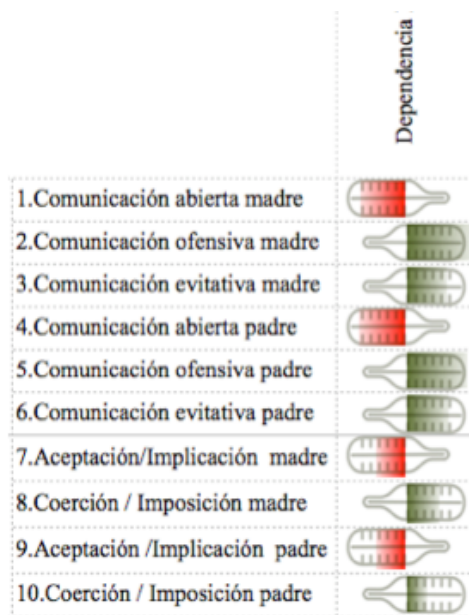 Dependencia
1.Comunicación abierta madre
2.Comunicación ofensiva madre
3.Comunicación evitativa madre
4.Comunicación abierta padre
5.Comunicación ofensiva padre
6.Comunicación evitativa padre
7.Aceptación/Implicación madre
8.Coerción / Imposición madre
9.Aceptación /Implicación padre
10.Coerción / Imposición padre